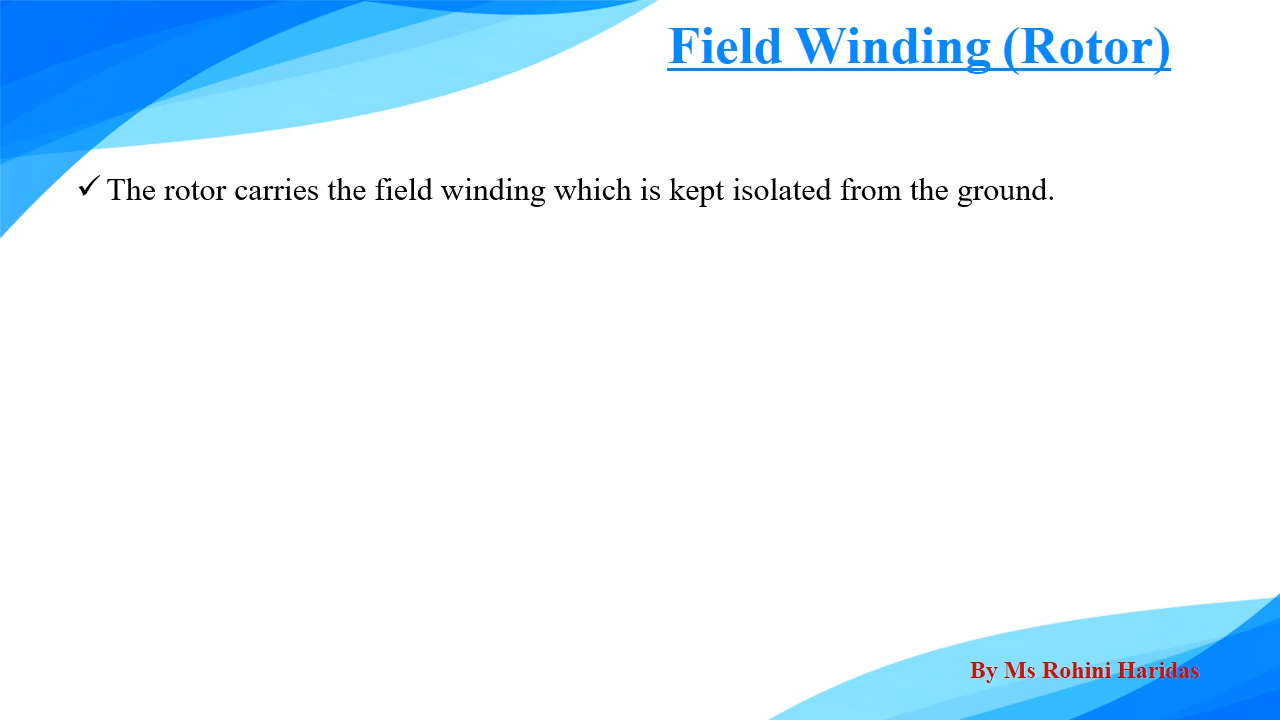 Field Winding (Rotor)
✓ The rotor carries the field winding which is kept isolated from the ground.
By Ms Rohini Haridas